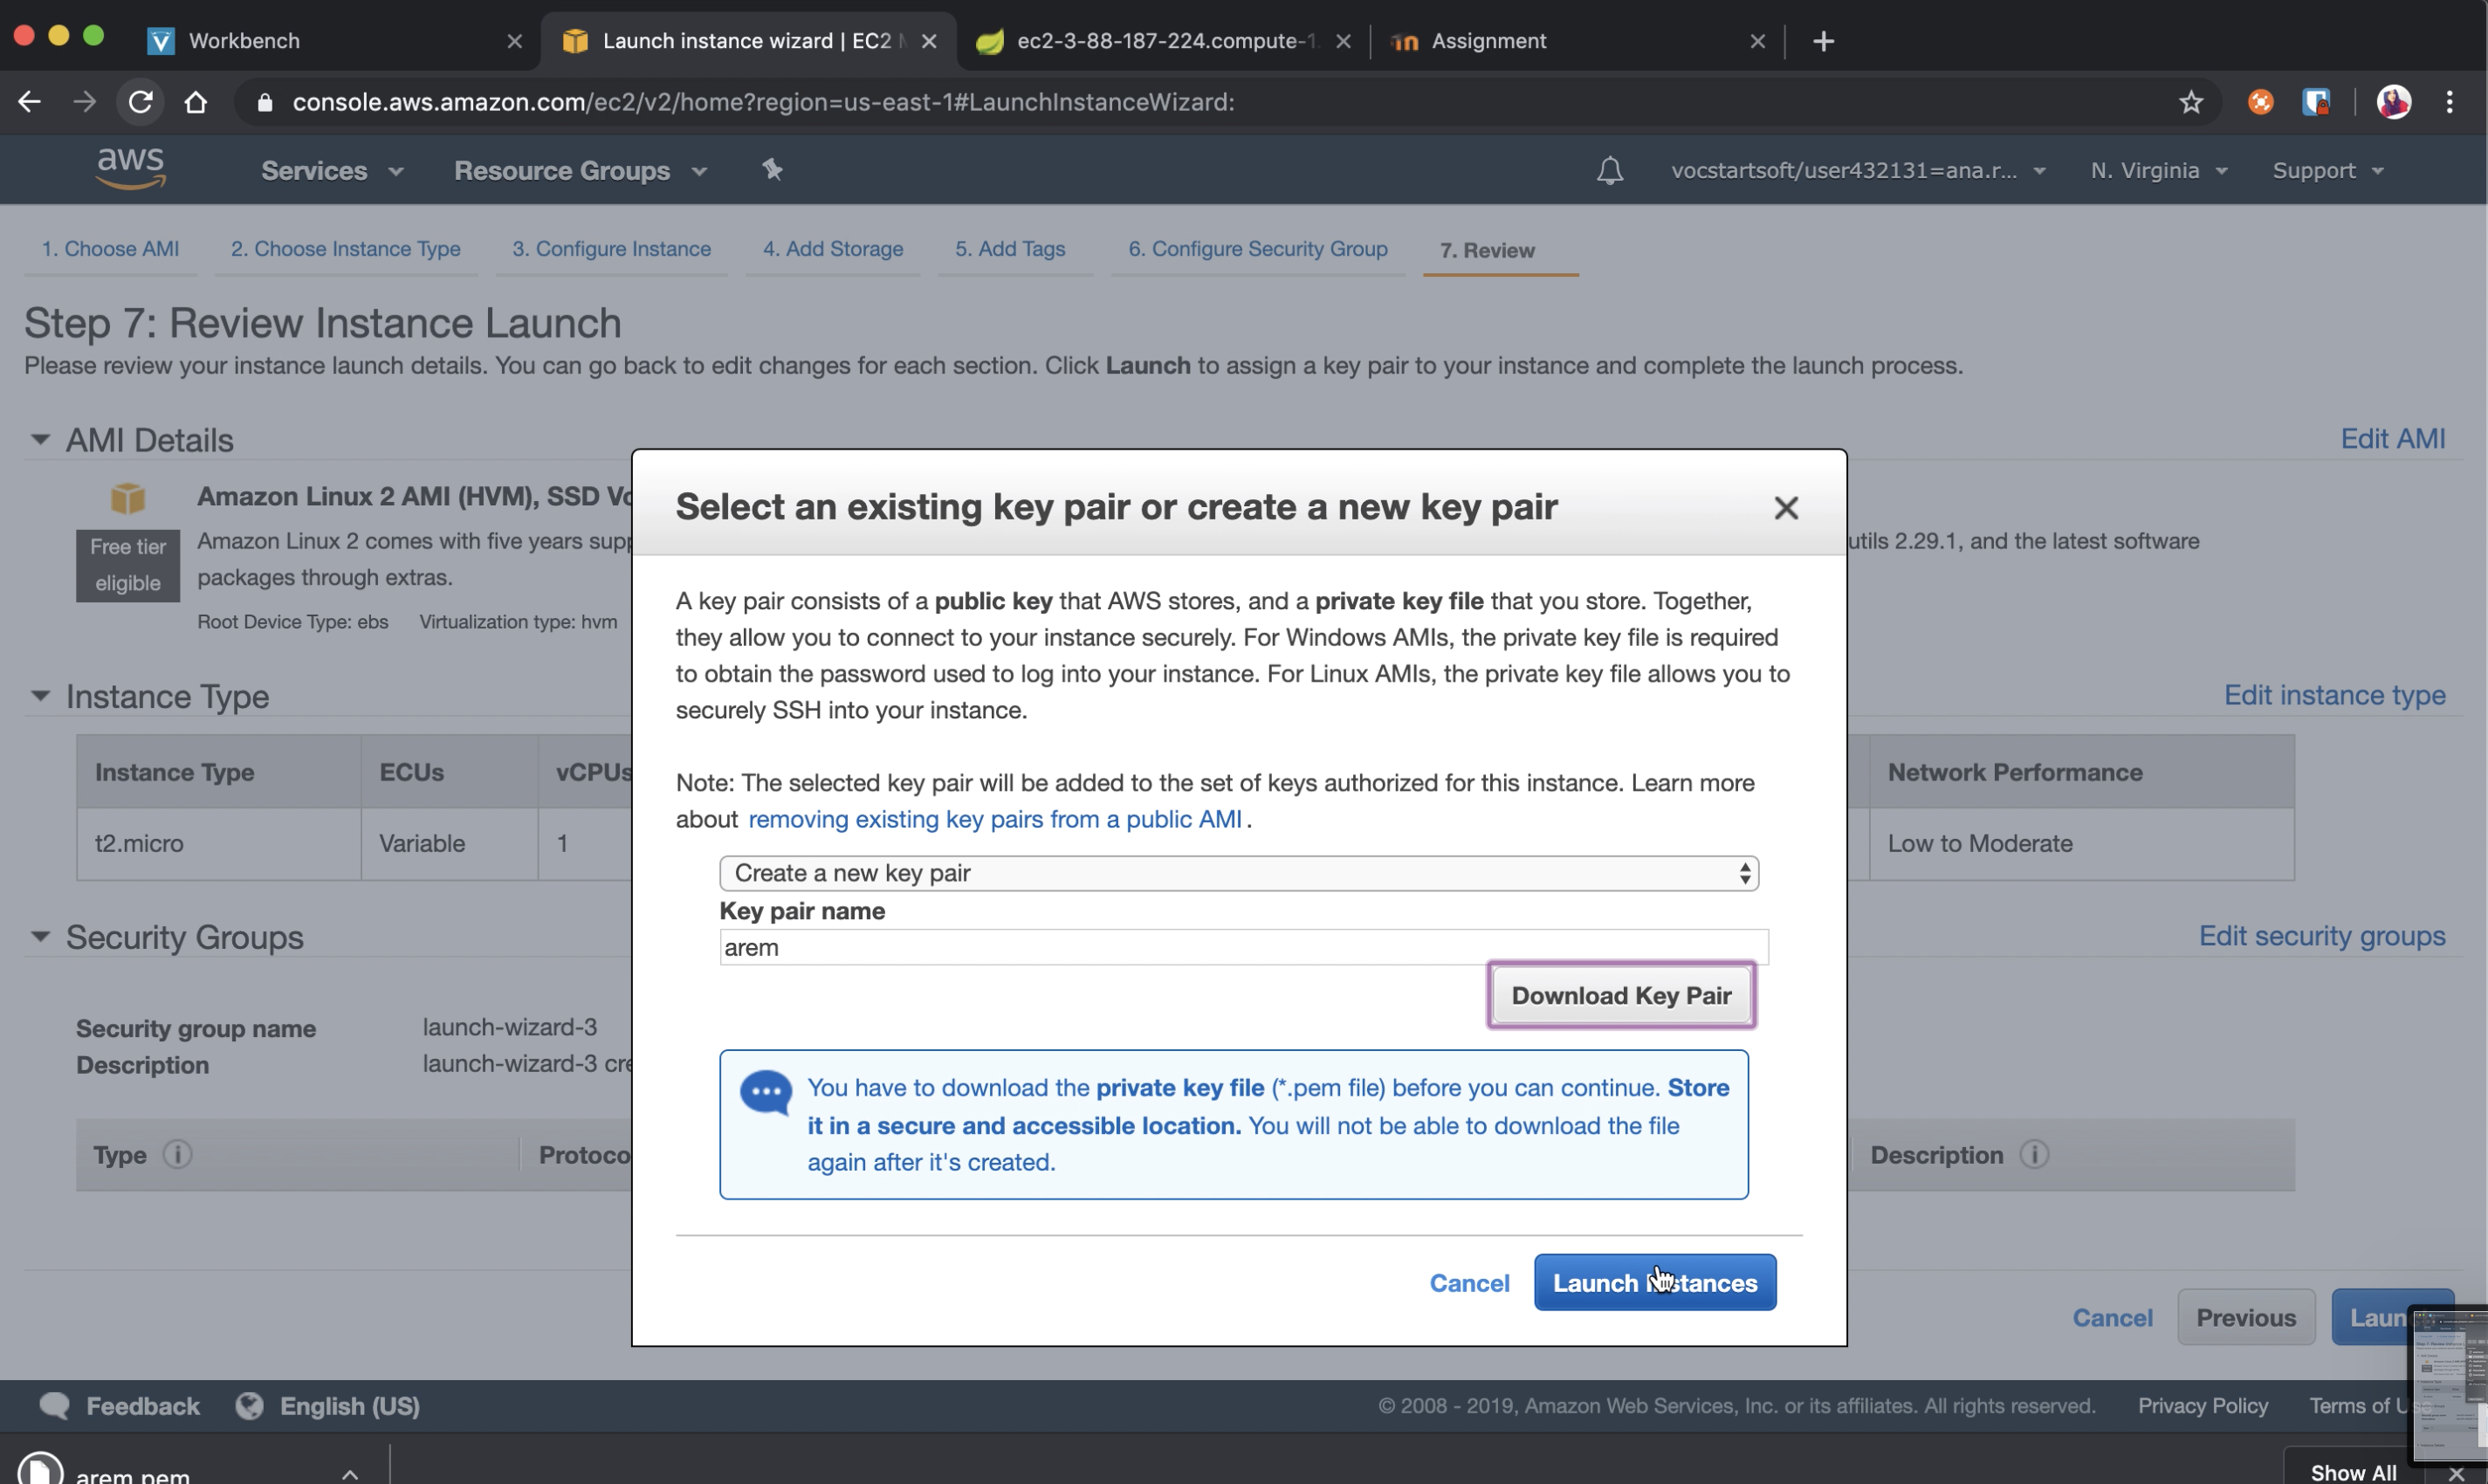 Workbench
Launch instance wizard | EC2 M
ec2-3-88-187-224.compute-1.
Assignment
console.aws.amazon.com/ec2/v2/home?region=us-east-1#LaunchInstanceWizard:
aws
Services
Resource Groups
vocstartsoft/user432131=ana.r...
N. Virginia
Support
1. Choose AMI
2. Choose Instance Type
3. Configure Instance
4. Add Storage
5. Add Tags
6. Configure Security Group
7. Review
Step 7: Review Instance Launch
Please review your instance launch details. You can go back to edit changes for each section. Click Launch to assign a key pair to your instance and complete the launch process.
AMI Details
Edit AMI
Amazon Linux 2 AMI (HVM), SSD Vo
Free tier
eligible
Amazon Linux 2 comes with five years supp
utils 2.29.1, and the latest software
packages through extras.
Root Device Type: ebs Virtualization type: hvm
Instance Type
Edit instance type
Instance Type ECUs vCPUs Network Performance
t2.micro Variable 1 Low to Moderate
Security Groups
Edit security groups
Security group name launch-wizard-3
Description launch-wizard-3 cre
Type Protoco Description
Select an existing key pair or create a new key pair
A key pair consists of a public key that AWS stores, and a private key file that you store. Together,
they allow you to connect to your instance securely. For Windows AMIs, the private key file is required
to obtain the password used to log into your instance. For Linux AMIs, the private key file allows you to
securely SSH into your instance.
Note: The selected key pair will be added to the set of keys authorized for this instance. Learn more
about removing existing key pairs from a public AMI.
Create a new key pair
Key pair name
arem
Download Key Pair
You have to download the private key file (*.pem file) before you can continue. Store
it in a secure and accessible location. You will not be able to download the file
again after it's created.
Cancel
Launch Instances
Cancel
Previous
Laun
Feedback
English (US)
© 2008 - 2019, Amazon Web Services, Inc. or its affiliates. All rights reserved.
Privacy Policy
Terms of U
arem.pem
Show All